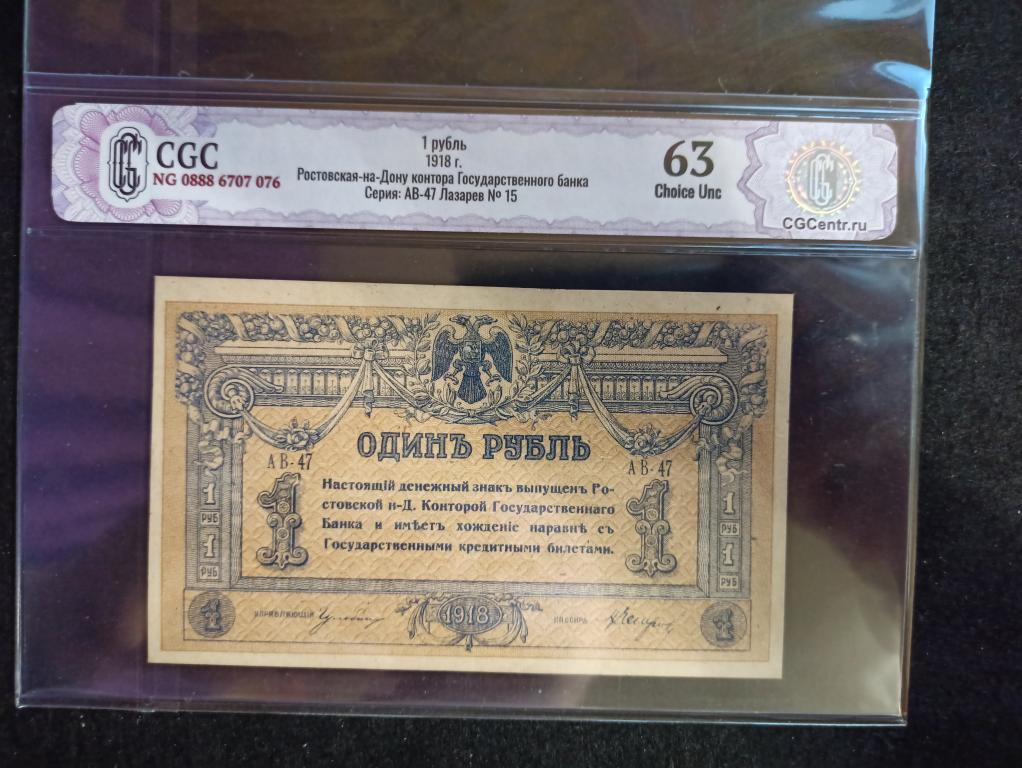 CGC
NG 0888 6707 076
1 рубль
1918 г.
Ростовская-на-Дону контора Государственного банка
Серия: АВ-47 Лазарев № 15
63
Choice Unc
CGCentr.ru
ОДИНЪ РУБЛЬ
АВ-47
АВ-47
Настоящій денежный знакъ выпущенъ Ро-
стовской н-Д. Конторой Государственнаго
Банка и имѣетъ хожденіе наравнѣ съ
Государственными кредитными билетами.
1
1
1
РУБ
1
РУБ
1
РУБ
1
РУБ
1
УПРАВЛЯЮЩІЙ
1918
КАССИРЪ
1